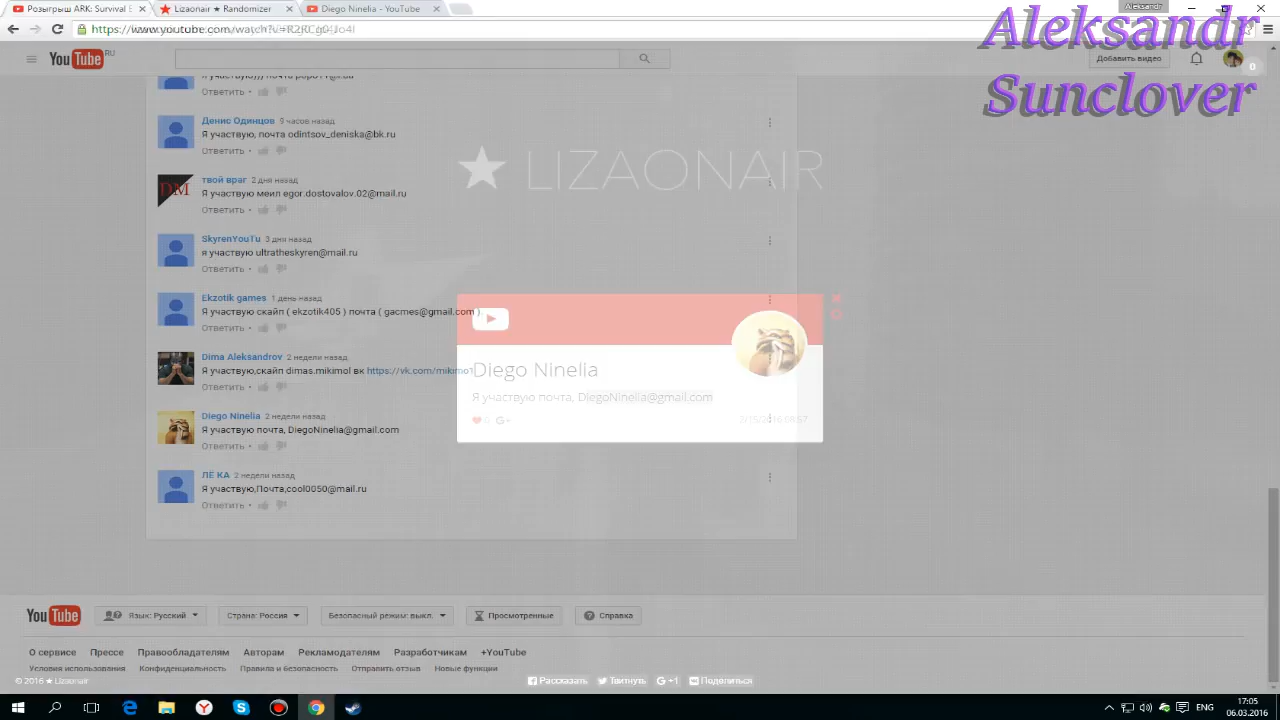 Розыгрыш ARK: Survival E
Lizaonair ★ Randomizer
Diego Ninelia - YouTube
Aleksandr
Aleksandr
Sunclover
YouTube RU
Добавить видео
0
Ответить
Денис Одинцов 9 часов назад
Я участвую, почта odintsov_deniska@bk.ru
Ответить
твой враг 2 дня назад
Я участвую меил egor.dostovalov.02@mail.ru
Ответить
SkyrenYouTu 3 дня назад
я участвую ultratheskyren@mail.ru
Ответить
Ekzotik games 1 день назад
Я участвую скайп ( ekzotik405 ) почта ( gacmes@gmail.com )
Ответить
Dima Aleksandrov 2 недели назад
Я участвую,скайп dimas.mikimol вк
Ответить
Diego Ninelia 2 недели назад
Я участвую почта, DiegoNinelia@gmail.com
Ответить
ЛЁ КА 2 недели назад
Я участвую,Почта,cool0050@mail.ru
Ответить
★ LIZAONAIR
Diego Ninelia
Я участвую почта, DiegoNinelia@gmail.com
G+
YouTube Язык: Русский Страна: Россия Безопасный режим: выкл. Просмотренные Справка
О сервисе Прессе Правообладателям Авторам Рекламодателям Разработчикам +YouTube
Условия использования Конфиденциальность Правила и безопасность Отправить отзыв Новые функции
© 2016 ★ Lizaonair
Рассказать Твитнуть +1 Поделиться
ENG
17:05
06.03.2016